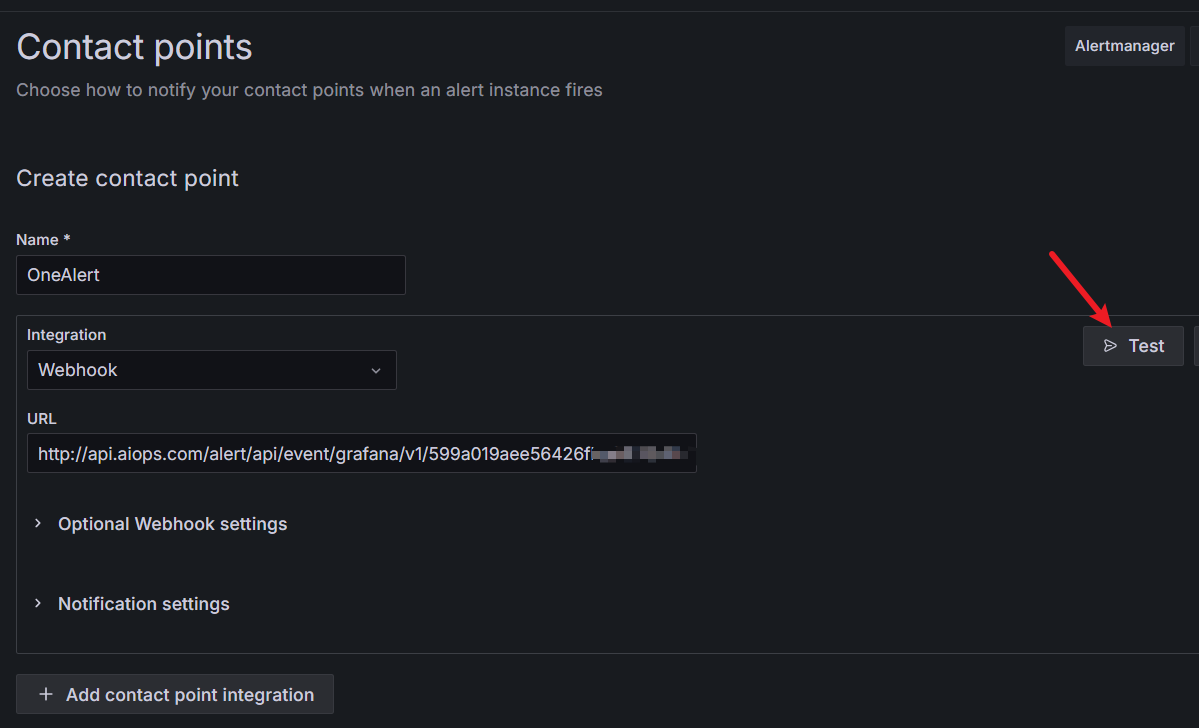 Contact points
Alertmanager
Choose how to notify your contact points when an alert instance fires
Create contact point
Name *
OneAlert
Integration
Test
Webhook
URL
http://api.aiops.com/alert/api/event/grafana/v1/599a019aee56426f
Optional Webhook settings
Notification settings
+ Add contact point integration